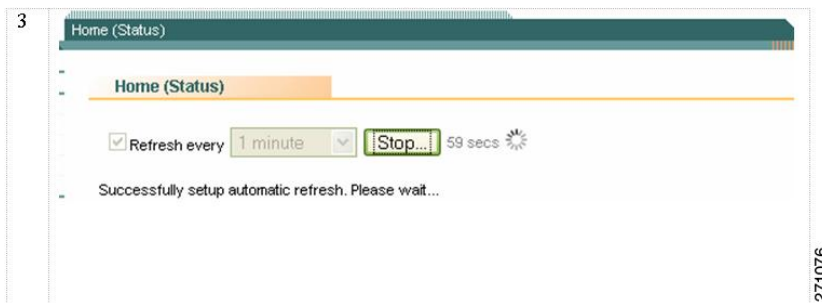 3
Home (Status)
Home (Status)
Refresh every 1 minute Stop... 59 secs
Successfully setup automatic refresh. Please wait...
271076